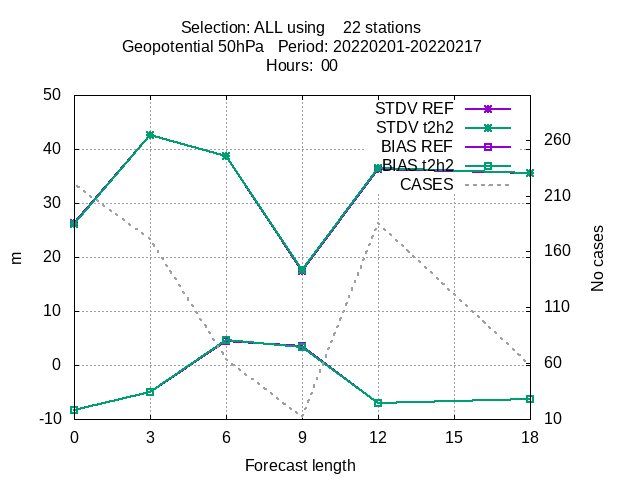 Selection: ALL using    22 stations
Geopotential 50hPa   Period: 20220201-20220217
Hours:  00
STDV REF
STDV t2h2
BIAS REF
BIAS t2h2
CASES
50
40
30
20
10
0
-10
m
260
210
160
110
60
10
No cases
0 3 6 9 12 15 18
Forecast length